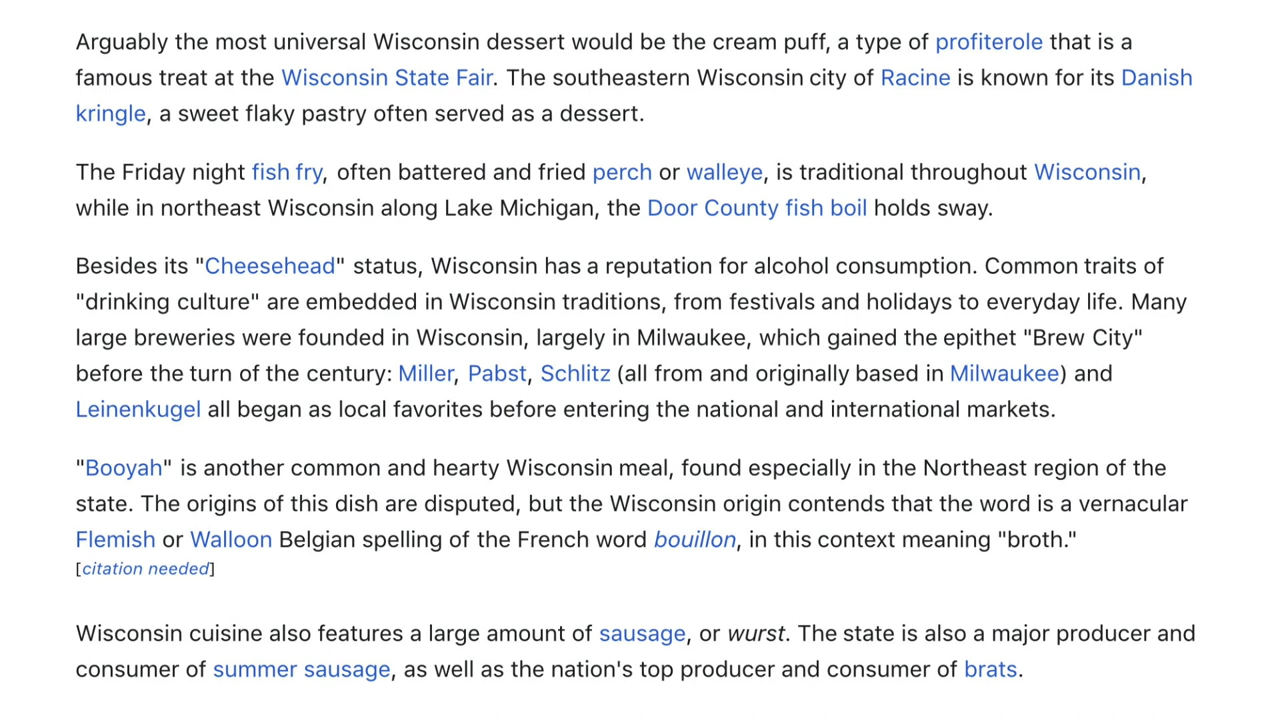 Arguably the most universal Wisconsin dessert would be the cream puff, a type of profiterole that is a
famous treat at the Wisconsin State Fair. The southeastern Wisconsin city of Racine is known for its Danish
kringle, a sweet flaky pastry often served as a dessert.
The Friday night fish fry, often battered and fried perch or walleye, is traditional throughout Wisconsin,
while in northeast Wisconsin along Lake Michigan, the Door County fish boil holds sway.
Besides its "Cheesehead" status, Wisconsin has a reputation for alcohol consumption. Common traits of
"drinking culture" are embedded in Wisconsin traditions, from festivals and holidays to everyday life. Many
large breweries were founded in Wisconsin, largely in Milwaukee, which gained the epithet "Brew City"
before the turn of the century: Miller, Pabst, Schlitz (all from and originally based in Milwaukee) and
Leinenkugel all began as local favorites before entering the national and international markets.
"Booyah" is another common and hearty Wisconsin meal, found especially in the Northeast region of the
state. The origins of this dish are disputed, but the Wisconsin origin contends that the word is a vernacular
Flemish or Walloon Belgian spelling of the French word bouillon, in this context meaning "broth."
[citation needed]
Wisconsin cuisine also features a large amount of sausage, or wurst. The state is also a major producer and
consumer of summer sausage, as well as the nation's top producer and consumer of brats.